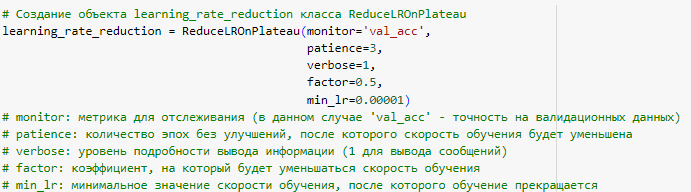 # Создание объекта learning_rate_reduction класса ReduceLROnPlateau
learning_rate_reduction = ReduceLROnPlateau(monitor='val_acc',
patience=3,
verbose=1,
factor=0.5,
min_lr=0.00001)
# monitor: метрика для отслеживания (в данном случае 'val_acc' - точность на валидационных данных)
# patience: количество эпох без улучшений, после которого скорость обучения будет уменьшена
# verbose: уровень подробности вывода информации (1 для вывода сообщений)
# factor: коэффициент, на который будет уменьшаться скорость обучения
# min_lr: минимальное значение скорости обучения, после которого обучение прекращается